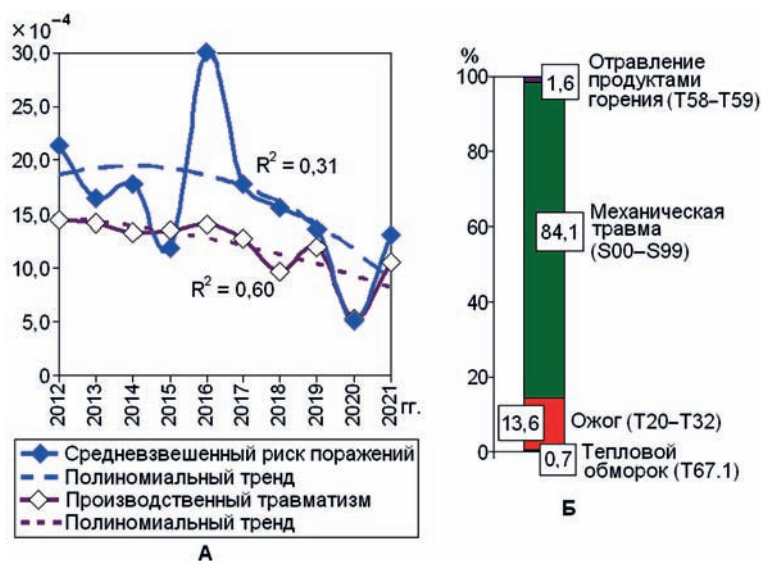 ×10⁻⁴
30,0
25,0
20,0
15,0
10,0
5,0
0
R² = 0,31
R² = 0,60
2012
2013
2014
2015
2016
2017
2018
2019
2020
2021
гг.
Средневзвешенный риск поражений
Полиномиальный тренд
Производственный травматизм
Полиномиальный тренд
А
%
100
80
60
40
20
0
1,6
84,1
13,6
0,7
Отравление
продуктами
горения (T58–T59)
Механическая
травма
(S00–S99)
Ожог (T20–T32)
Тепловой
обморок (T67.1)
Б